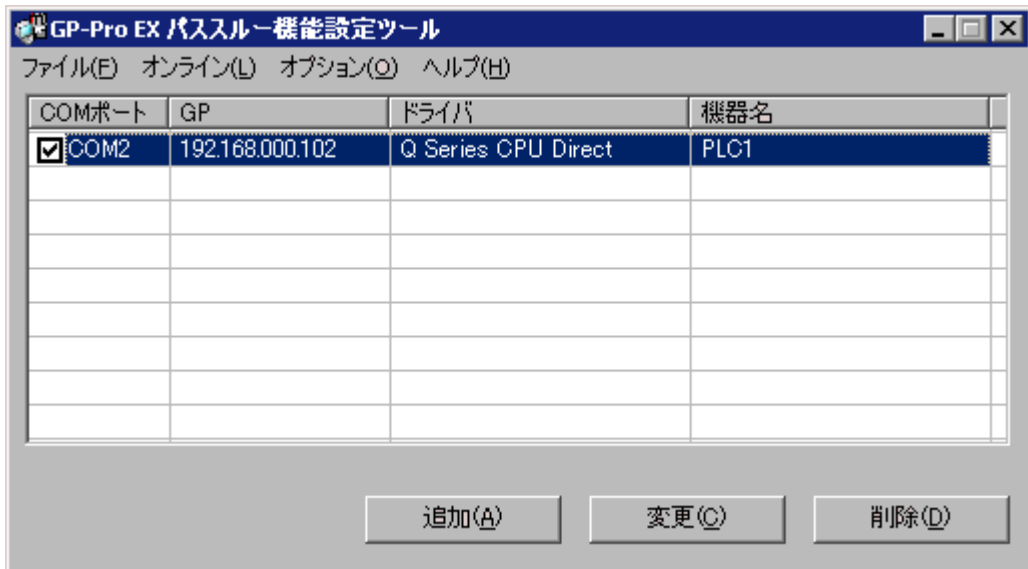 GP-Pro EX パススルー機能設定ツール
ファイル(F) オンライン(L) オプション(O) ヘルプ(H)
COMポート GP ドライバ 機器名
COM2 192.168.000.102 Q Series CPU Direct PLC1
追加(A) 変更(C) 削除(D)